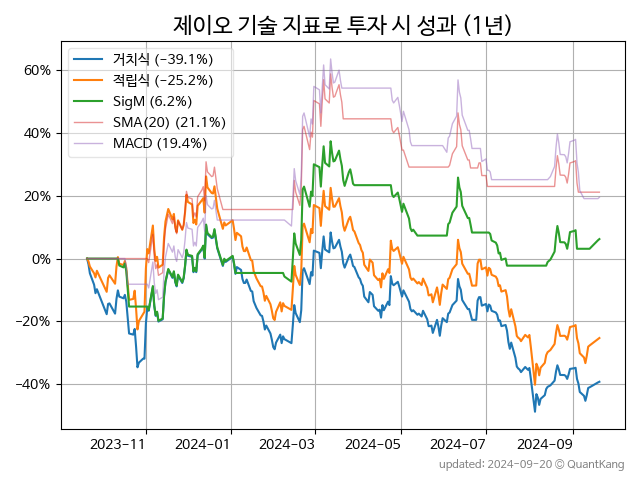 제이오 기술 지표로 투자 시 성과 (1년)
거치식 (−39.1%)
적립식 (−25.2%)
SigM (6.2%)
SMA(20) (21.1%)
MACD (19.4%)
60%
40%
20%
0%
−20%
−40%
2023−11 2024−01 2024−03 2024−05 2024−07 2024−09
updated: 2024−09−20 © QuantKang